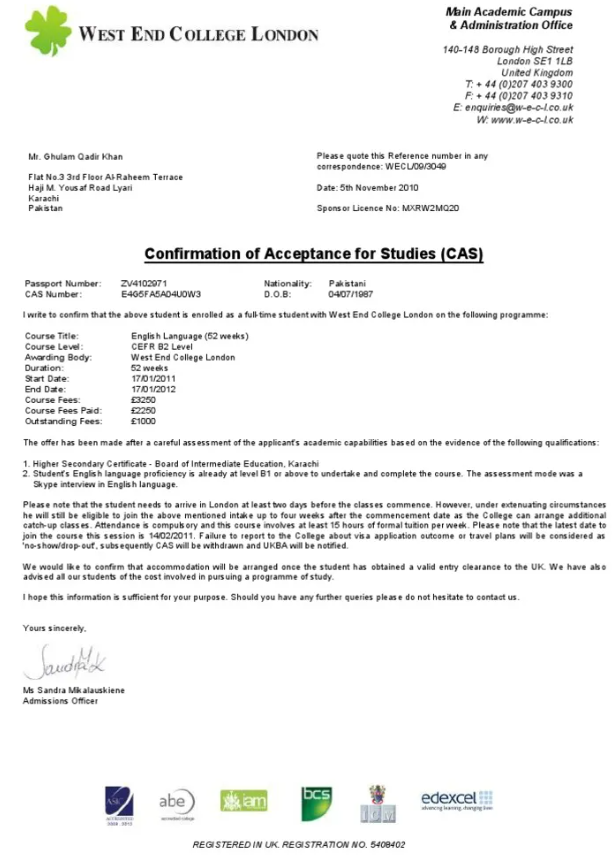 WEST END COLLEGE LONDON
Main Academic Campus
& Administration Office
140-148 Borough High Street
London SE1 1LB
United Kingdom
T: + 44 (0)207 403 9300
F: + 44 (0)207 403 9310
E: enquiries@w-e-c-l.co.uk
W: www.w-e-c-l.co.uk
Mr. Ghulam Qadir Khan
Flat No.3 3rd Floor Al-Raheem Terrace
Haji M. Yousaf Road Lyari
Karachi
Pakistan
Please quote this Reference number in any
correspondence: WECL/09/3049
Date: 5th November 2010
Sponsor Licence No: MXRW2MQ20
Confirmation of Acceptance for Studies (CAS)
Passport Number: ZV4102971 Nationality: Pakistani
CAS Number: E4G5FA5A04U0W3 D.O.B: 04/07/1987
I write to confirm that the above student is enrolled as a full-time student with West End College London on the following programme:
Course Title: English Language (52 weeks)
Course Level: CEFR B2 Level
Awarding Body: West End College London
Duration: 52 weeks
Start Date: 17/01/2011
End Date: 17/01/2012
Course Fees: £3250
Course Fees Paid: £2250
Outstanding Fees: £1000
The offer has been made after a careful assessment of the applicant's academic capabilities based on the evidence of the following qualifications:
1. Higher Secondary Certificate - Board of Intermediate Education, Karachi
2. Student's English language proficiency is already at level B1 or above to undertake and complete the course. The assessment mode was a
Skype interview in English language.
Please note that the student needs to arrive in London at least two days before the classes commence. However, under extenuating circumstances
he will still be eligible to join the above mentioned intake up to four weeks after the commencement date as the College can arrange additional
catch-up classes. Attendance is compulsory and this course involves at least 15 hours of formal tuition per week. Please note that the latest date to
join the course this session is 14/02/2011. Failure to report to the College about visa application outcome or travel plans will be considered as
'no-show/drop-out', subsequently CAS will be withdrawn and UKBA will be notified.
We would like to confirm that accommodation will be arranged once the student has obtained a valid entry clearance to the UK. We have also
advised all our students of the cost involved in pursuing a programme of study.
I hope this information is sufficient for your purpose. Should you have any further queries please do not hesitate to contact us.
Yours sincerely,
Ms Sandra Mikalauskiene
Admissions Officer
ASIC
ACCREDITED
abe
accredited college
iam
bcs
ICM
edexcel
advancing learning, changing lives
REGISTERED IN UK. REGISTRATION NO. 5408402